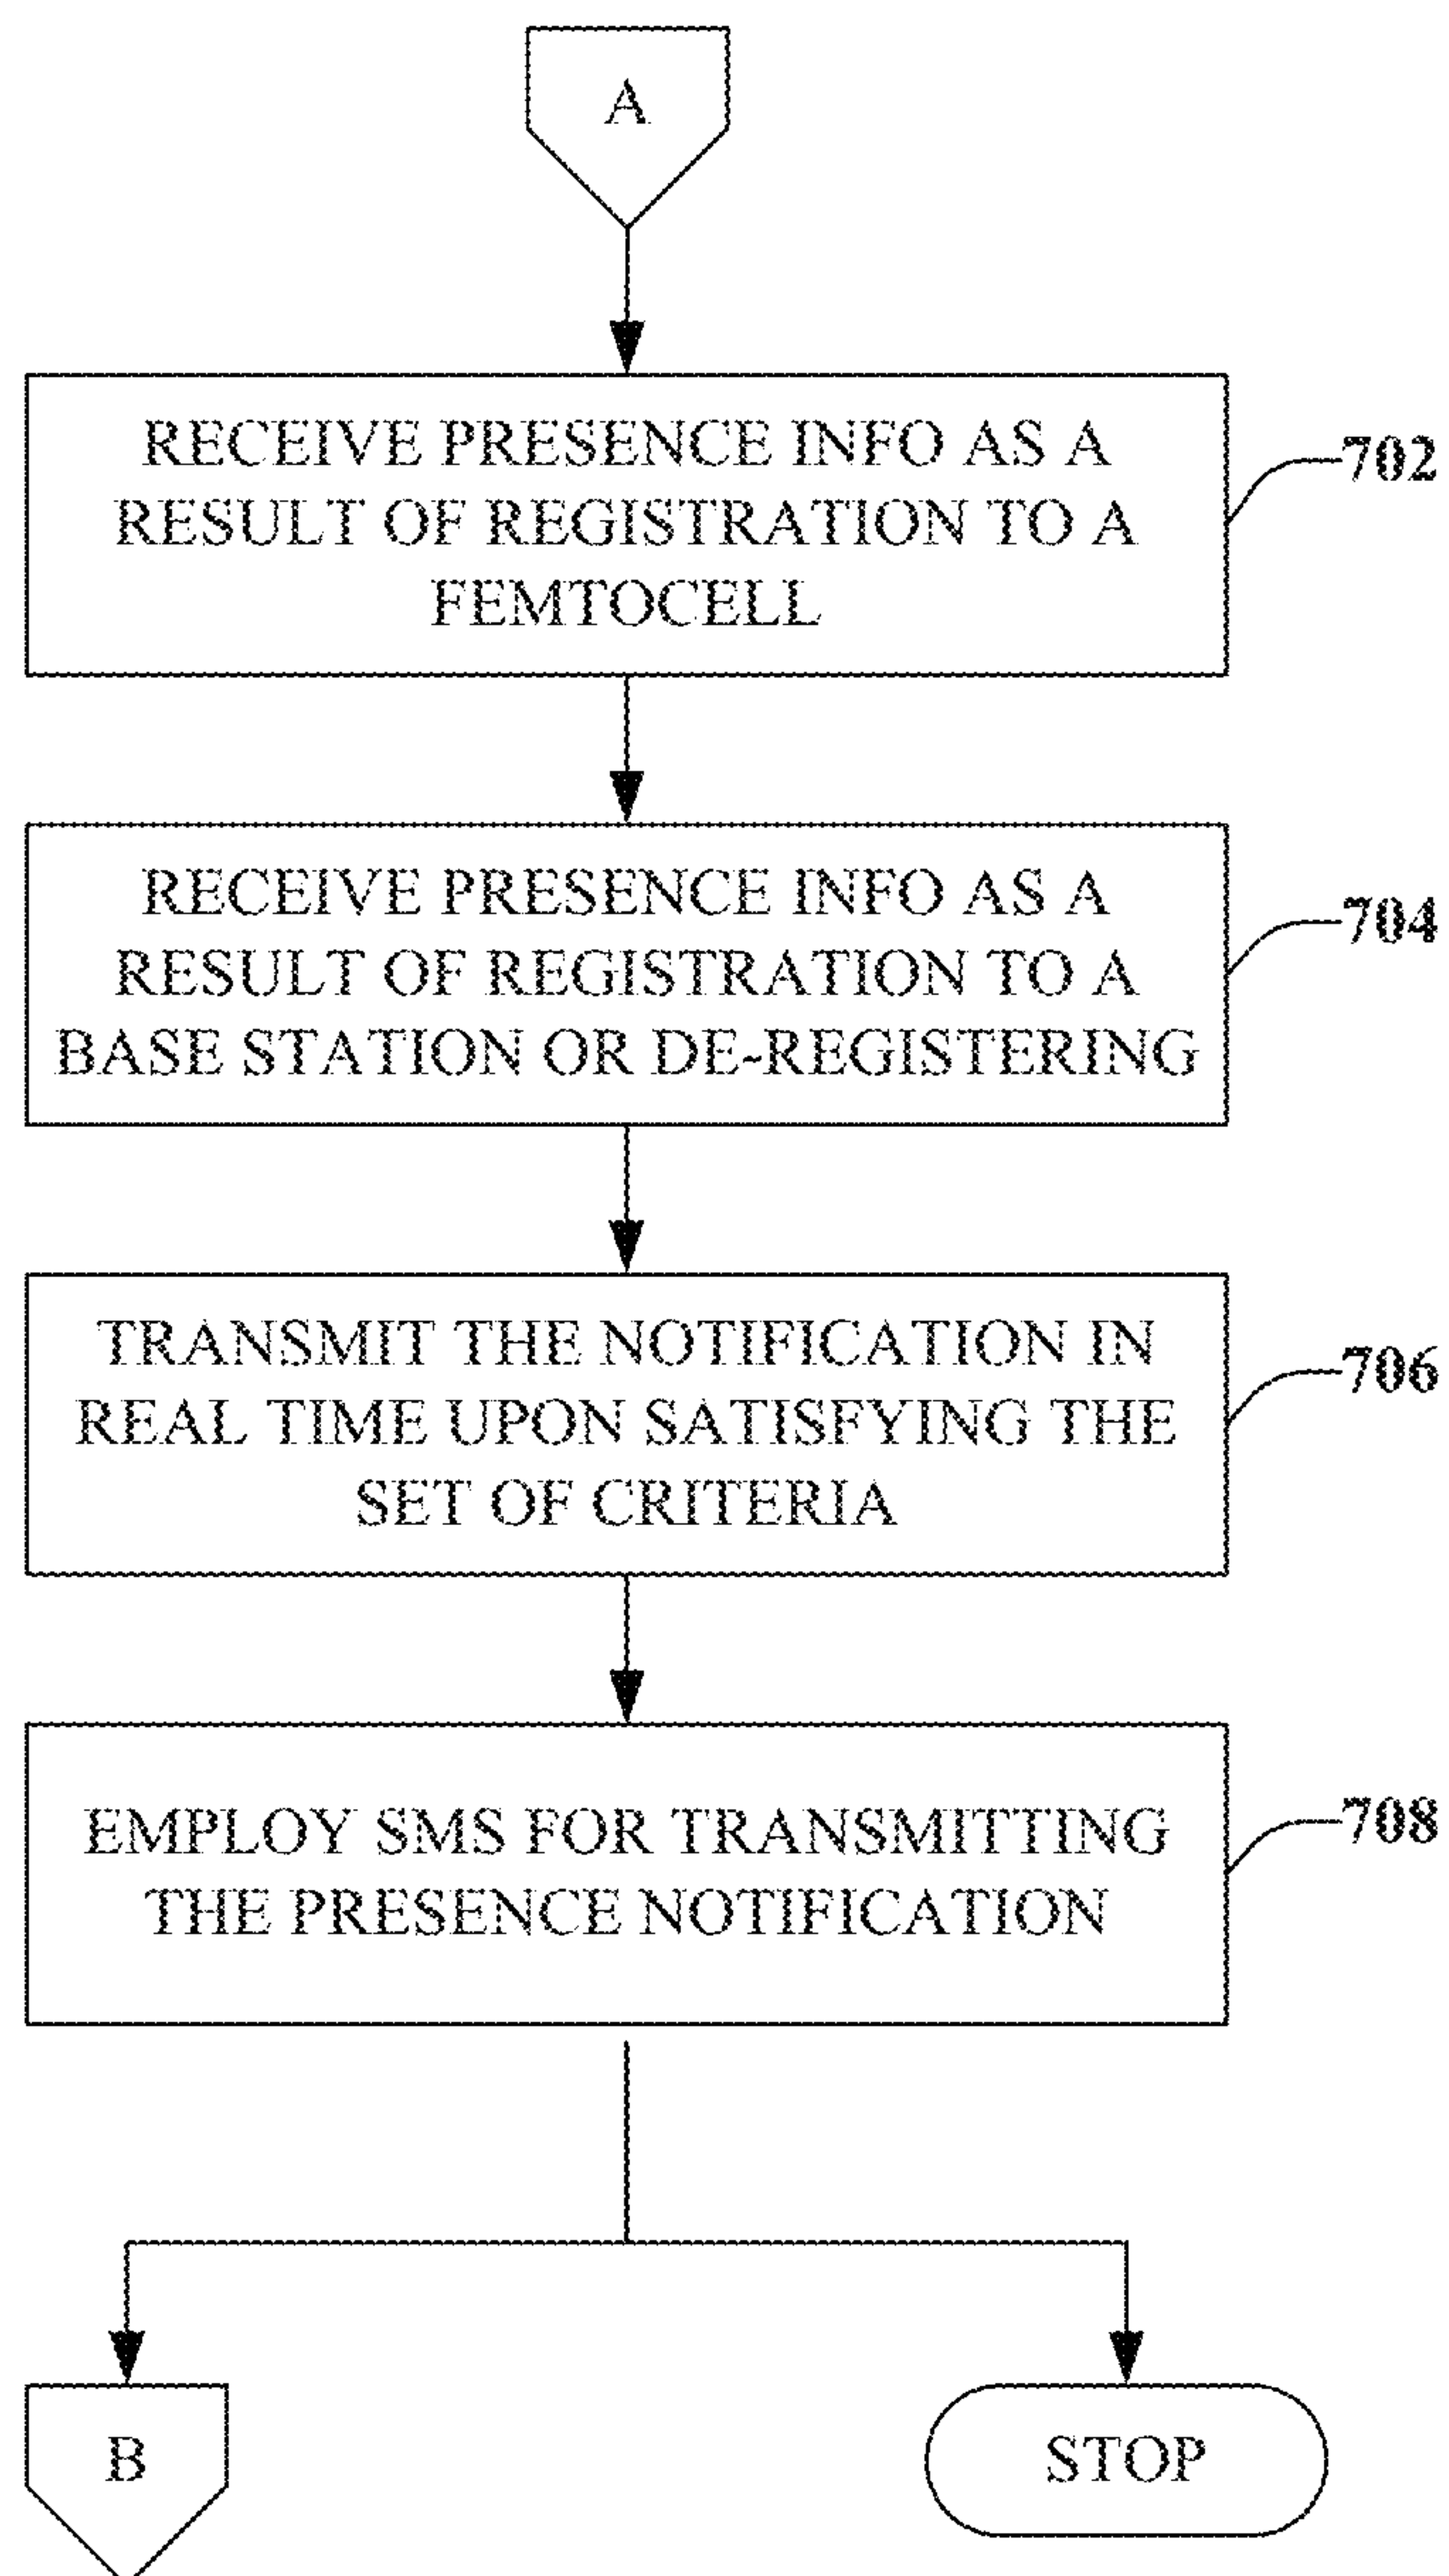 A
RECEIVE PRESENCE INFO AS A
RESULT OF REGISTRATION TO A
FEMTOCELL
702
RECEIVE PRESENCE INFO AS A
RESULT OF REGISTRATION TO A
BASE STATION OR DE-REGISTERING
704
TRANSMIT THE NOTIFICATION IN
REAL TIME UPON SATISFYING THE
SET OF CRITERIA
706
EMPLOY SMS FOR TRANSMITTING
THE PRESENCE NOTIFICATION
708
B
STOP